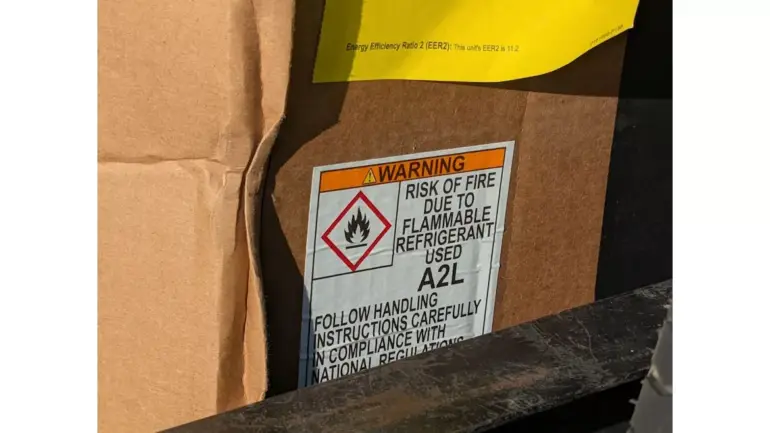 Energy Efficiency Ratio 2 (EER2): This unit's EER2 is 11.2
WARNING
RISK OF FIRE
DUE TO
FLAMMABLE
REFRIGERANT
USED
A2L
FOLLOW HANDLING
INSTRUCTIONS CAREFULLY
IN COMPLIANCE WITH
NATIONAL REGULATIONS